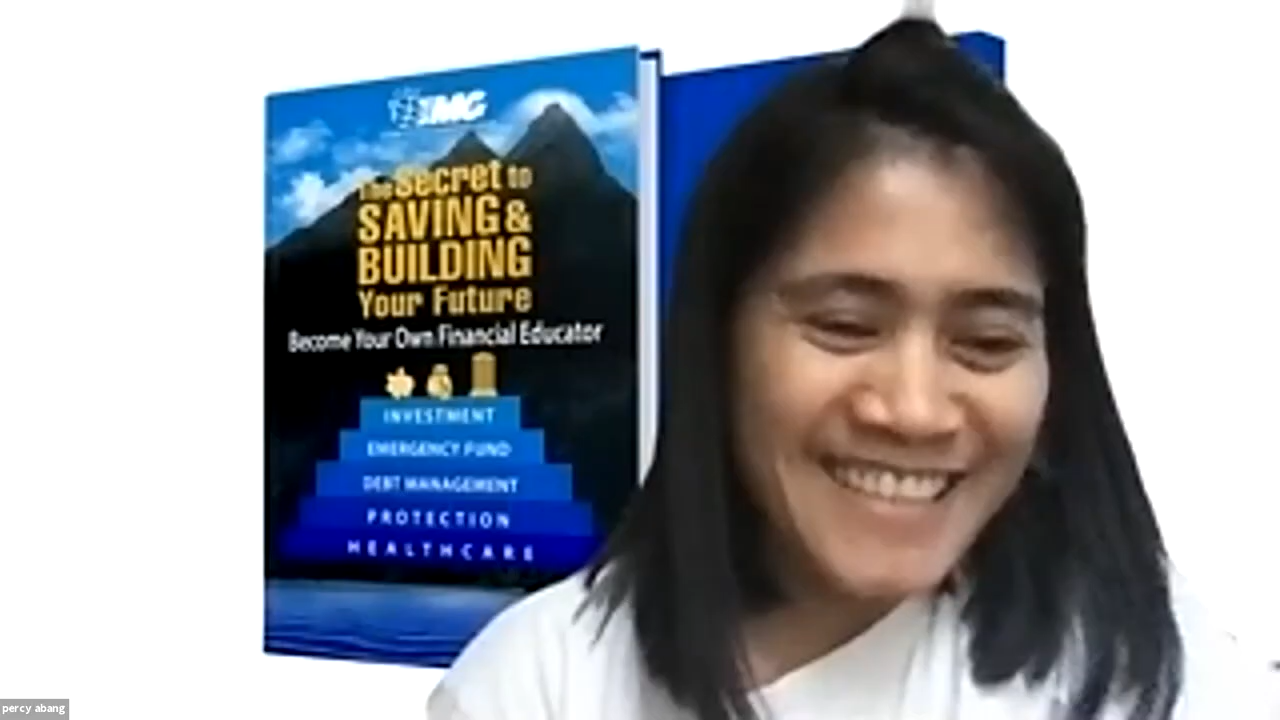 IMG
The Secret to
SAVING &
BUILDING
Your Future
Become Your Own Financial Educator
INVESTMENT
EMERGENCY FUND
DEBT MANAGEMENT
PROTECTION
HEALTHCARE
percy abang